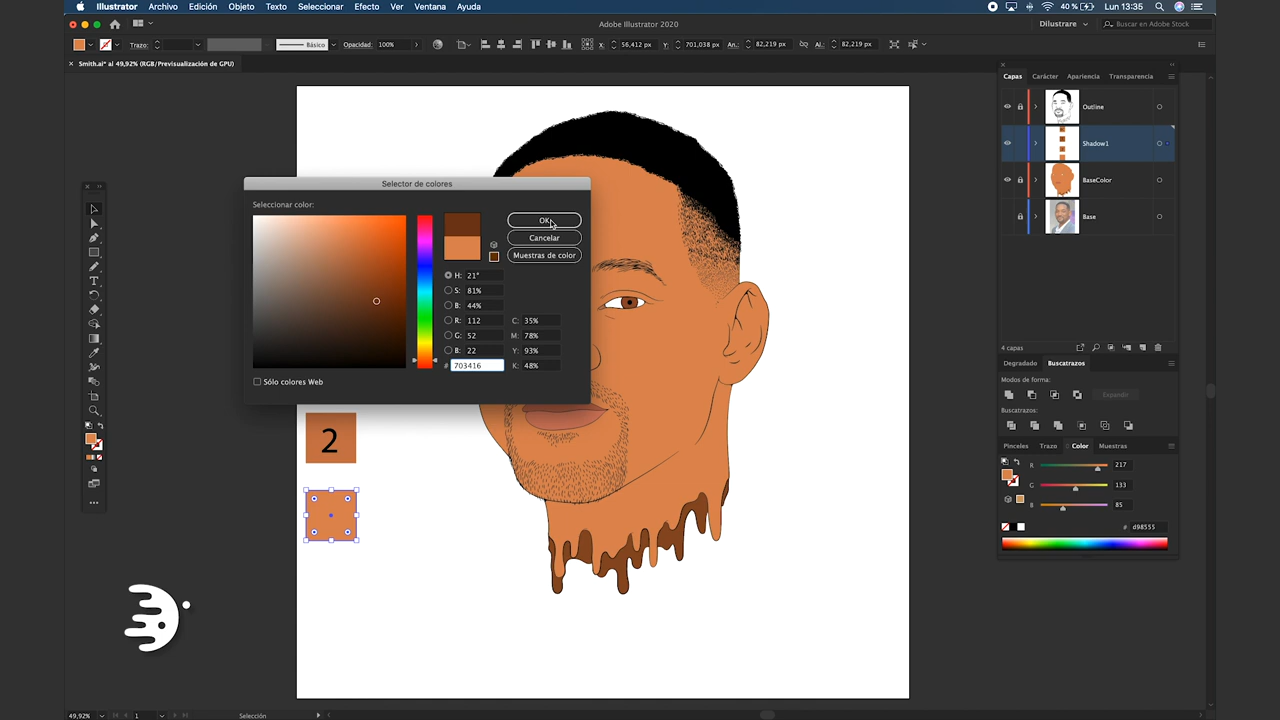 Illustrator Archivo Edición Objeto Texto Seleccionar Efecto Ver Ventana Ayuda
40 % Lun 13:35
Adobe Illustrator 2020
Dilustrare
Buscar en Adobe Stock
Trazo: Básico Opacidad: 100% X: 56,412 px Y: 701,038 px An.: 82,219 px Al.: 82,219 px
× Smith.ai* al 49,92% (RGB/Previsualización de GPU)
Capas Carácter Apariencia Transparencia
Outline
Shadow1
BaseColor
Base
4 capas
Selector de colores
Seleccionar color:
OK
Cancelar
Muestras de color
H: 21°
S: 81%
B: 44%
R: 112 C: 35%
G: 52 M: 78%
B: 22 Y: 93%
# 703416 K: 48%
Sólo colores Web
2
Degradado Buscatrazos
Modos de forma:
Expandir
Buscatrazos:
Pinceles Trazo Color Muestras
R 217
G 133
B 85
# d98555
49,92% 1 Selección